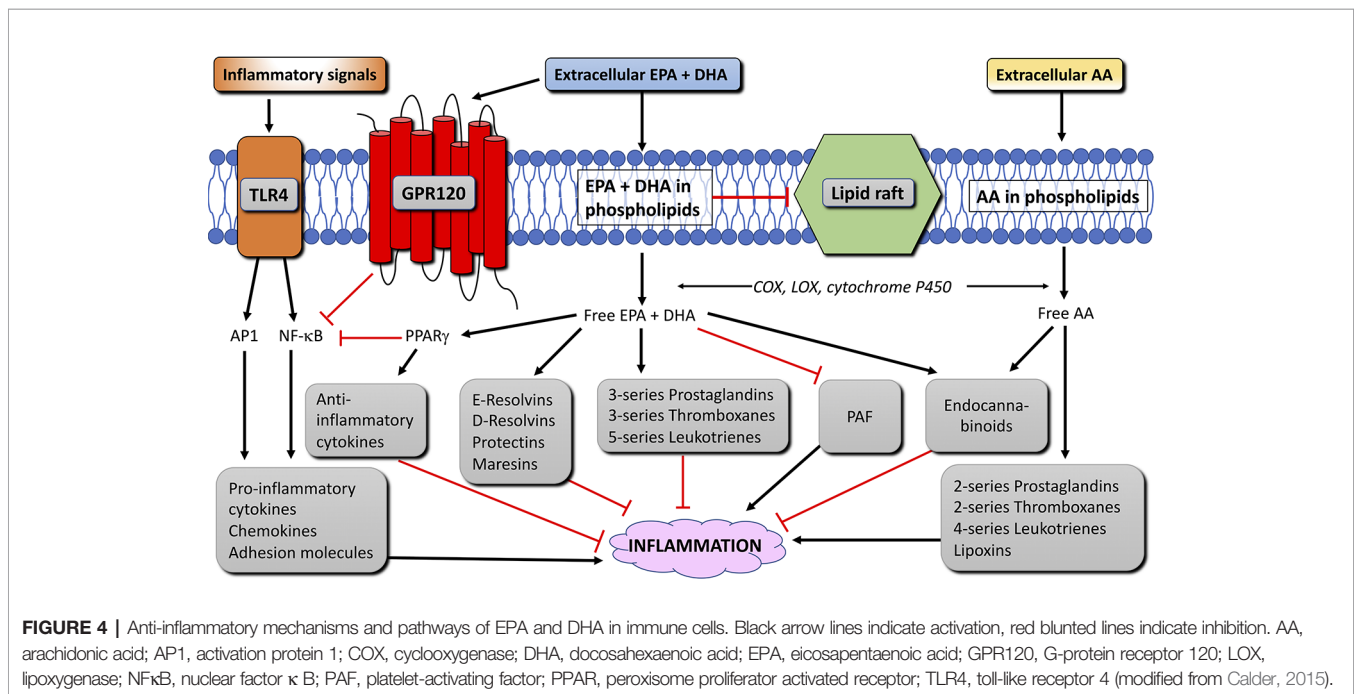 Inflammatory signals
Extracellular EPA + DHA
Extracellular AA
TLR4
GPR120
EPA + DHA in
phospholipids
Lipid raft
AA in phospholipids
COX, LOX, cytochrome P450
AP1
NF-κB
PPARγ
Free EPA + DHA
Free AA
Anti-
inflammatory
cytokines
E-Resolvins
D-Resolvins
Protectins
Maresins
3-series Prostaglandins
3-series Thromboxanes
5-series Leukotrienes
PAF
Endocanna-
binoids
Pro-inflammatory
cytokines
Chemokines
Adhesion molecules
INFLAMMATION
2-series Prostaglandins
2-series Thromboxanes
4-series Leukotrienes
Lipoxins
FIGURE 4 | Anti-inflammatory mechanisms and pathways of EPA and DHA in immune cells. Black arrow lines indicate activation, red blunted lines indicate inhibition. AA,
arachidonic acid; AP1, activation protein 1; COX, cyclooxygenase; DHA, docosahexaenoic acid; EPA, eicosapentaenoic acid; GPR120, G-protein receptor 120; LOX,
lipoxygenase; NFκB, nuclear factor κ B; PAF, platelet-activating factor; PPAR, peroxisome proliferator activated receptor; TLR4, toll-like receptor 4 (modified from Calder, 2015).